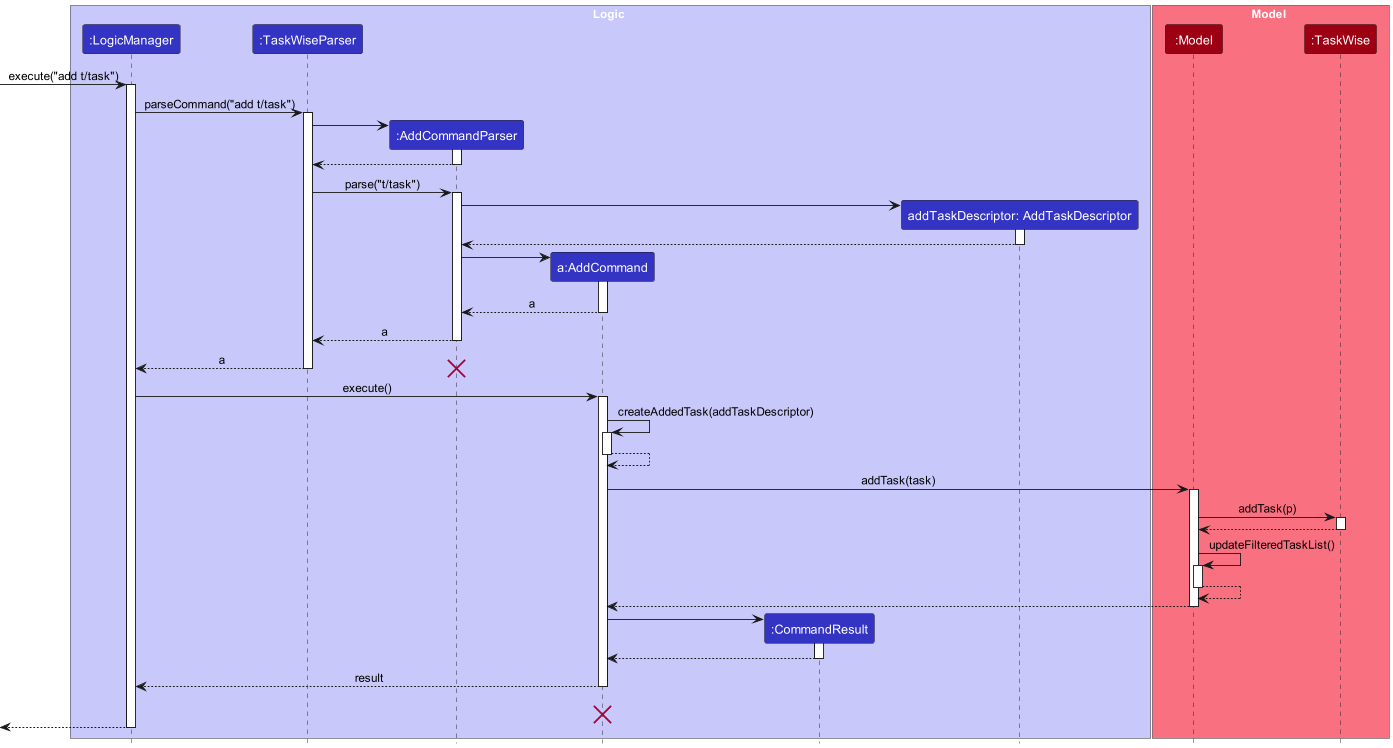 Logic
Model
:LogicManager
:TaskWiseParser
:Model
:TaskWise
execute("add t/task")
parseCommand("add t/task")
:AddCommandParser
parse("t/task")
addTaskDescriptor: AddTaskDescriptor
a:AddCommand
a
a
a
execute()
createAddedTask(addTaskDescriptor)
addTask(task)
addTask(p)
updateFilteredTaskList()
:CommandResult
result